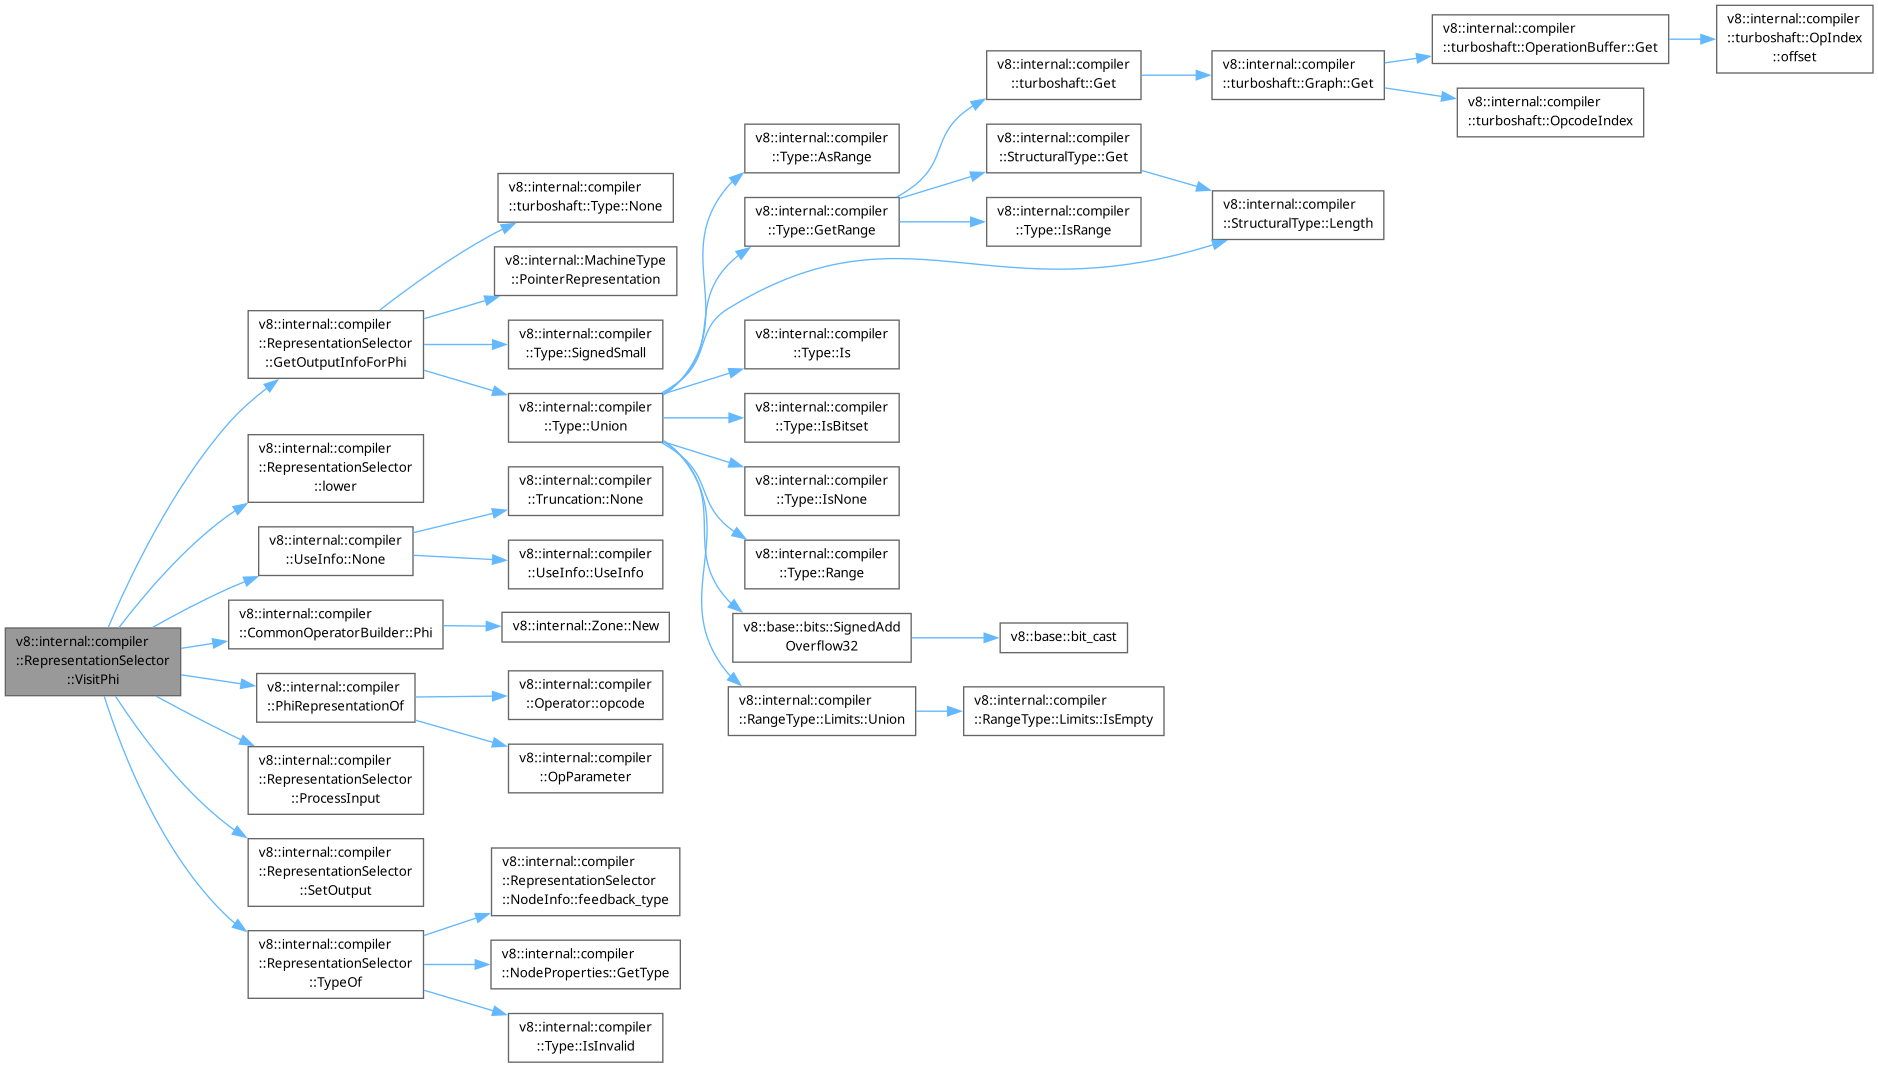 v8::internal::compiler
::RepresentationSelector
::VisitPhi
v8::internal::compiler
::RepresentationSelector
::GetOutputInfoForPhi
v8::internal::compiler
::RepresentationSelector
::lower
v8::internal::compiler
::UseInfo::None
v8::internal::compiler
::CommonOperatorBuilder::Phi
v8::internal::compiler
::PhiRepresentationOf
v8::internal::compiler
::RepresentationSelector
::ProcessInput
v8::internal::compiler
::RepresentationSelector
::SetOutput
v8::internal::compiler
::RepresentationSelector
::TypeOf
v8::internal::compiler
::turboshaft::Type::None
v8::internal::MachineType
::PointerRepresentation
v8::internal::compiler
::Type::SignedSmall
v8::internal::compiler
::Type::Union
v8::internal::compiler
::Truncation::None
v8::internal::compiler
::UseInfo::UseInfo
v8::internal::Zone::New
v8::internal::compiler
::Operator::opcode
v8::internal::compiler
::OpParameter
v8::internal::compiler
::RepresentationSelector
::NodeInfo::feedback_type
v8::internal::compiler
::NodeProperties::GetType
v8::internal::compiler
::Type::IsInvalid
v8::internal::compiler
::Type::AsRange
v8::internal::compiler
::Type::GetRange
v8::internal::compiler
::Type::Is
v8::internal::compiler
::Type::IsBitset
v8::internal::compiler
::Type::IsNone
v8::internal::compiler
::Type::Range
v8::base::bits::SignedAdd
Overflow32
v8::internal::compiler
::RangeType::Limits::Union
v8::internal::compiler
::turboshaft::Get
v8::internal::compiler
::StructuralType::Get
v8::internal::compiler
::Type::IsRange
v8::base::bit_cast
v8::internal::compiler
::RangeType::Limits::IsEmpty
v8::internal::compiler
::turboshaft::Graph::Get
v8::internal::compiler
::StructuralType::Length
v8::internal::compiler
::turboshaft::OperationBuffer::Get
v8::internal::compiler
::turboshaft::OpcodeIndex
v8::internal::compiler
::turboshaft::OpIndex
::offset